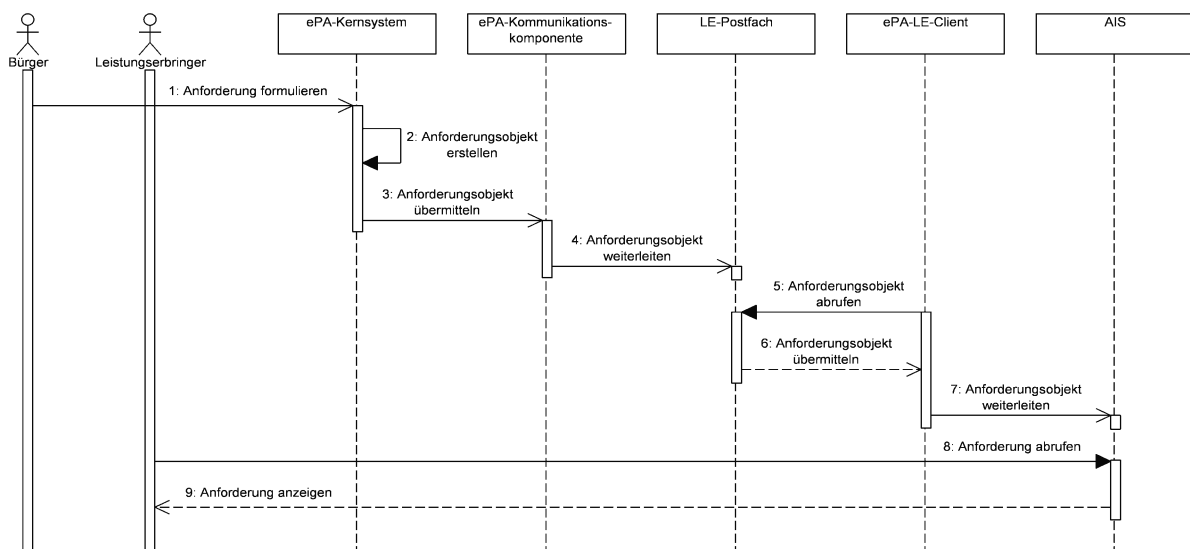 ePA-Kernsystem
ePA-Kommunikations-
komponente
LE-Postfach
ePA-LE-Client
AIS
Bürger
Leistungserbringer
1: Anforderung formulieren
2: Anforderungsobjekt
erstellen
3: Anforderungsobjekt
übermitteln
4: Anforderungsobjekt
weiterleiten
5: Anforderungsobjekt
abrufen
6: Anforderungsobjekt
übermitteln
7: Anforderungsobjekt
weiterleiten
8: Anforderung abrufen
9: Anforderung anzeigen